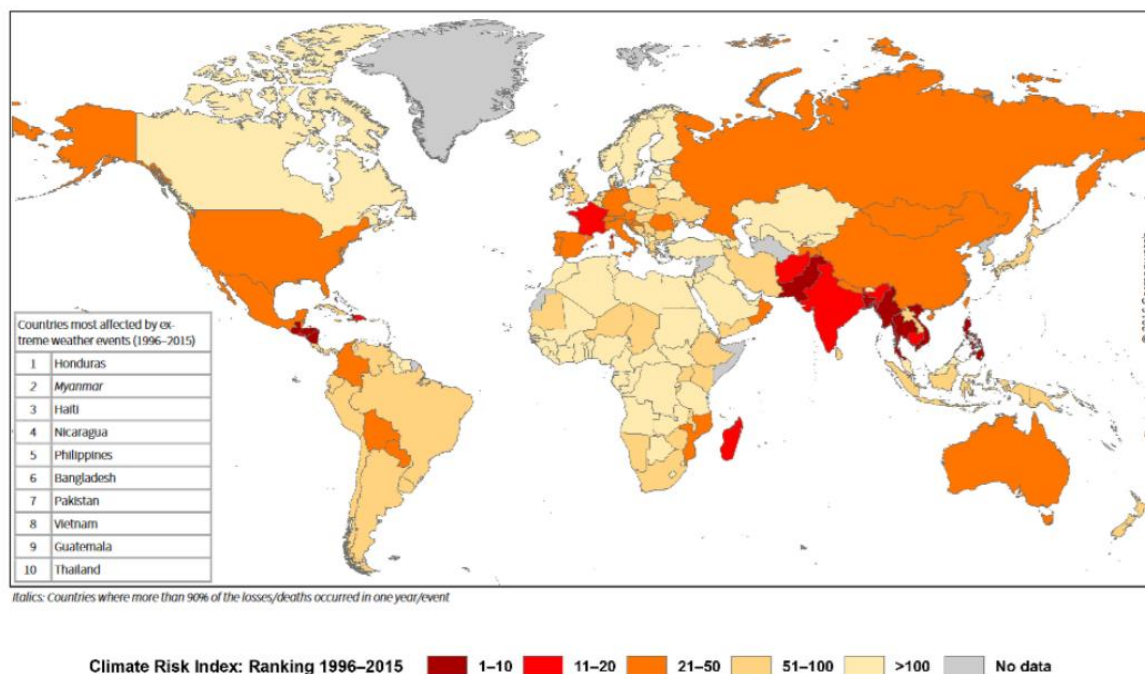 Countries most affected by ex-
treme weather events (1996–2015)
1 Honduras
2 Myanmar
3 Haiti
4 Nicaragua
5 Philippines
6 Bangladesh
7 Pakistan
8 Vietnam
9 Guatemala
10 Thailand
Italics: Countries where more than 90% of the losses/deaths occurred in one year/event
Climate Risk Index: Ranking 1996–2015 1–10 11–20 21–50 51–100 >100 No data